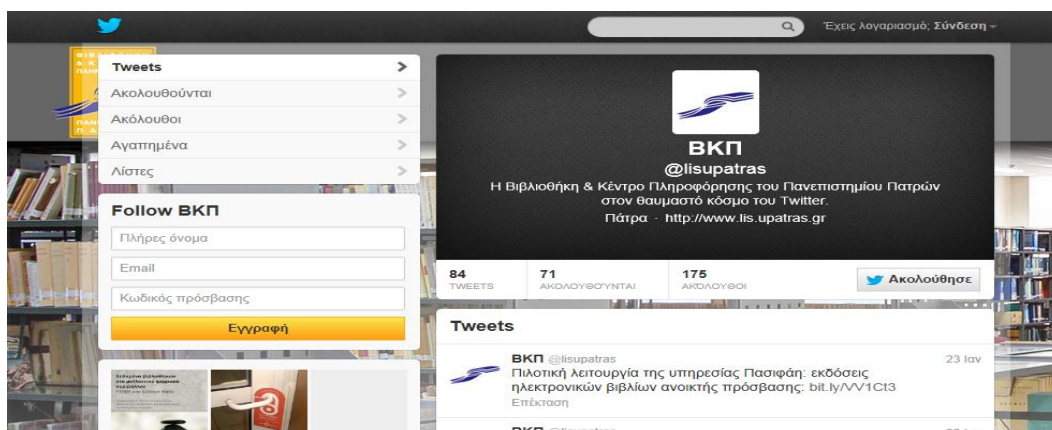 Έχεις λογαριασμό; Σύνδεση
Tweets
Ακολουθούνται
Ακόλουθοι
Αγαπημένα
Λίστες
Follow ΒΚΠ
Πλήρες όνομα
Email
Κωδικός πρόσβασης
Εγγραφή
ΒΚΠ
@lisupatras
Η Βιβλιοθήκη & Κέντρο Πληροφόρησης του Πανεπιστημίου Πατρών
στον θαυμαστό κόσμο του Twitter.
Πάτρα · http://www.lis.upatras.gr
84
TWEETS
71
ΑΚΟΛΟΥΘΟΥΝΤΑΙ
175
ΑΚΟΛΟΥΘΟΙ
Ακολούθησε
Tweets
ΒΚΠ @lisupatras 23 Ιαν
Πιλοτική λειτουργία της υπηρεσίας Πασιφάη: εκδόσεις
ηλεκτρονικών βιβλίων ανοικτής πρόσβασης: bit.ly/VV1Ct3
Επέκταση